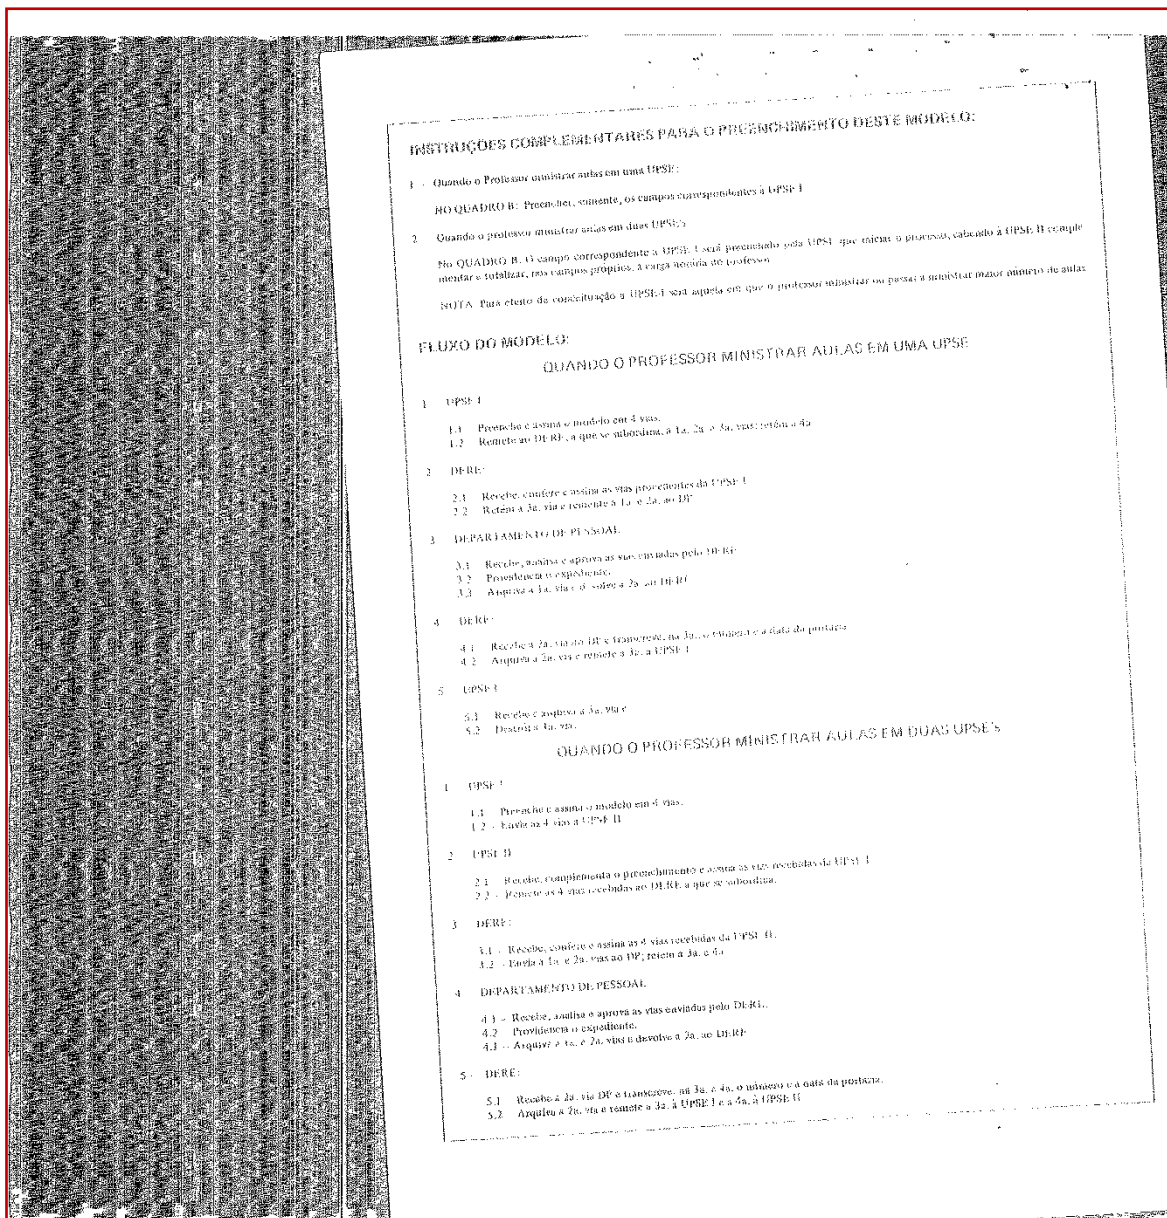 INSTRUÇÕES COMPLEMENTARES PARA O PREENCHIMENTO DESTE MODELO:
1 - Quando o Professor ministrar aulas em uma UPSE:
NO QUADRO B: Preencher, somente, os campos correspondentes à UPSE I
2 Quando o professor ministrar aulas em duas UPSE's
No QUADRO B: O campo correspondente a UPSE I será preenchido pela UPSE que iniciar o processo, cabendo à UPSE II comple
mentar e totalizar, nos campos próprios, a carga horária do professor
NOTA Para efeito de conceituação a UPSE-I será aquela em que o professor ministrar ou passar a ministrar maior número de aulas
FLUXO DO MODELO:
QUANDO O PROFESSOR MINISTRAR AULAS EM UMA UPSE
1 UPSE I
1.1 Preenche e assina o modelo em 4 vias.
1.2 Remete ao DERE, a que se subordina, a 1a, 2a. e 3a. vias; retém a 4a
2 DERE:
2.1 Recebe, confere e assina as vias procedentes da UPSE I
2.2 Retém a 3a. via e remente a 1a. e 2a. ao DP
3 DEPARTAMENTO DE PESSOAL
3.1 Recebe, analisa e aprova as vias enviadas pelo DERE
3.2 Providencia o expediente.
3.3 Arquiva a 1a. via e devolve a 2a. ao DERE
4 DERE:
4.1 Recebe a 2a. via do DP e transcreve, na 3a., o número e a data da portaria
4.2 Arquiva a 2a. via e remete a 3a. a UPSE I
5 UPSE I
5.1 Recebe e arquiva a 3a. via e
5.2 Destrói a 4a. via.
QUANDO O PROFESSOR MINISTRAR AULAS EM DUAS UPSE's
1 UPSE I
1.1 Preenche e assina o modelo em 4 vias.
1.2 - Envia as 4 vias a UPSE II
2 UPSE II
2.1 Recebe, complementa o preenchimento e assina as vias recebidas da UPSE I
2.2 - Remete as 4 vias recebidas ao DERE a que se subordina.
3 DERE:
3.1 - Recebe, confere e assina as 4 vias recebidas da UPSE II.
3.2 - Envia a 1a. e 2a. vias ao DP; retém a 3a. e 4a
4 DEPARTAMENTO DE PESSOAL
4.1 - Recebe, analisa e aprova as vias enviadas pelo DERE.
4.2 Providencia o expediente.
4.3 - Arquiva a 1a. e 2a. vias e devolve a 2a. ao DERE
5 - DERE:
5.1 Recebe a 2a. via DP e transcreve, na 3a. e 4a. o número e a data da portaria.
5.2 Arquiva a 2a. via e remete a 3a. à UPSE I e a 4a. à UPSE II